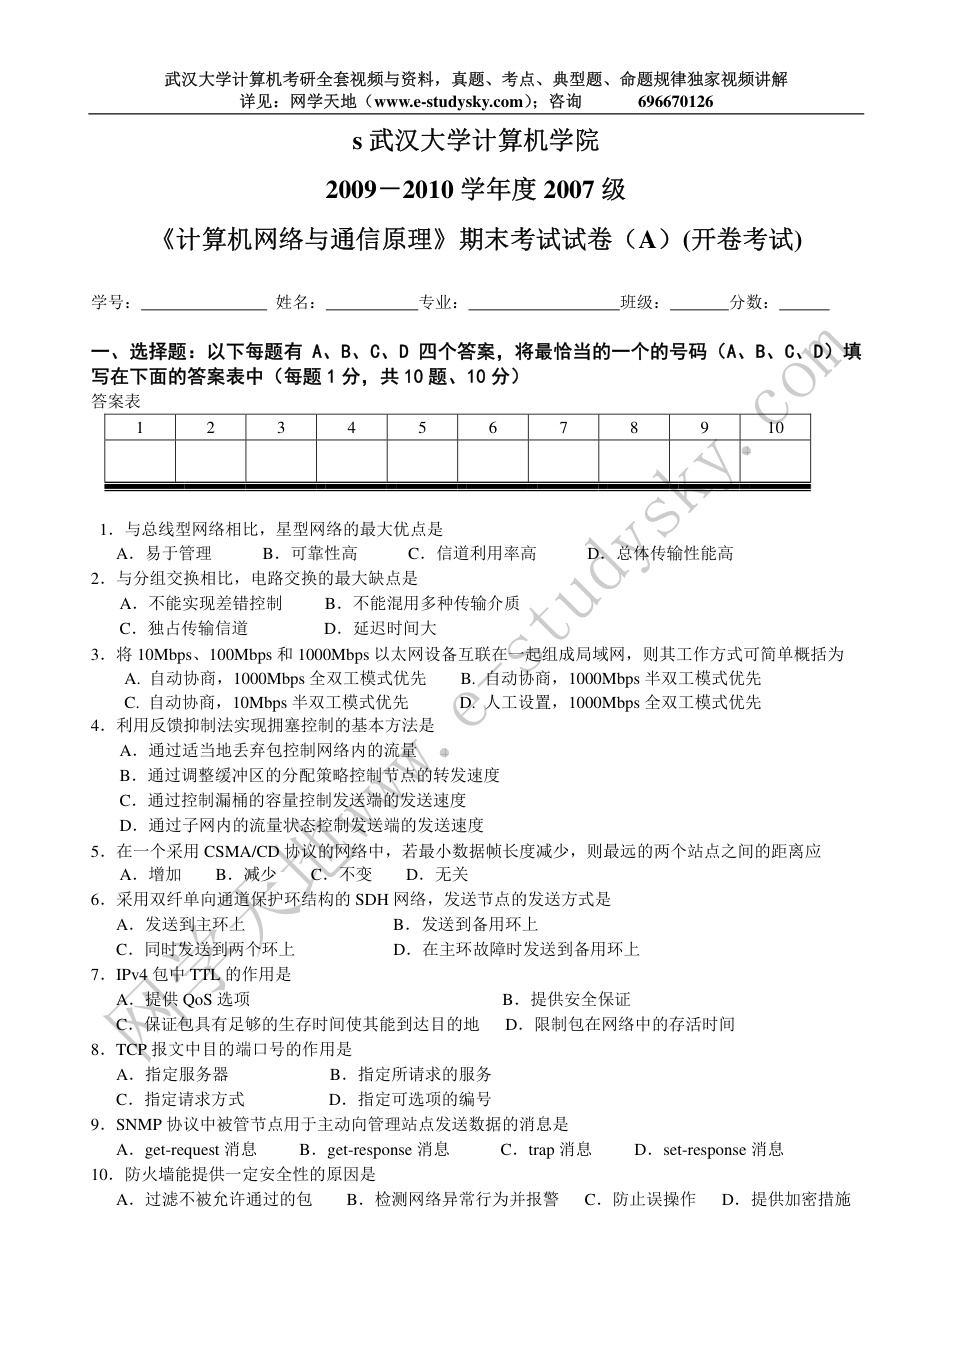 武汉大学计算机考研全套视频与资料，真题、考点、典型题、命题规律独家视频讲解
详见：网学天地（www.e-studysky.com）；咨询 696670126
s 武汉大学计算机学院
2009－2010 学年度 2007 级
《计算机网络与通信原理》期末考试试卷（A）(开卷考试)
学号： 姓名： 专业： 班级： 分数：
一、选择题：以下每题有 A、B、C、D 四个答案，将最恰当的一个的号码（A、B、C、D）填
写在下面的答案表中（每题 1 分，共 10 题、10 分）
答案表
1 2 3 4 5 6 7 8 9 10
1．与总线型网络相比，星型网络的最大优点是
A．易于管理 B．可靠性高 C．信道利用率高 D．总体传输性能高
2．与分组交换相比，电路交换的最大缺点是
A．不能实现差错控制 B．不能混用多种传输介质
C．独占传输信道 D．延迟时间大
3．将 10Mbps、100Mbps 和 1000Mbps 以太网设备互联在一起组成局域网，则其工作方式可简单概括为
A. 自动协商，1000Mbps 全双工模式优先 B. 自动协商，1000Mbps 半双工模式优先
C. 自动协商，10Mbps 半双工模式优先 D. 人工设置，1000Mbps 全双工模式优先
4．利用反馈抑制法实现拥塞控制的基本方法是
A．通过适当地丢弃包控制网络内的流量
B．通过调整缓冲区的分配策略控制节点的转发速度
C．通过控制漏桶的容量控制发送端的发送速度
D．通过子网内的流量状态控制发送端的发送速度
5．在一个采用 CSMA/CD 协议的网络中，若最小数据帧长度减少，则最远的两个站点之间的距离应
A．增加 B．减少 C．不变 D．无关
6．采用双纤单向通道保护环结构的 SDH 网络，发送节点的发送方式是
A．发送到主环上 B．发送到备用环上
C．同时发送到两个环上 D．在主环故障时发送到备用环上
7．IPv4 包中 TTL 的作用是
A．提供 QoS 选项 B．提供安全保证
C．保证包具有足够的生存时间使其能到达目的地 D．限制包在网络中的存活时间
8．TCP 报文中目的端口号的作用是
A．指定服务器 B．指定所请求的服务
C．指定请求方式 D．指定可选项的编号
9．SNMP 协议中被管节点用于主动向管理站点发送数据的消息是
A．get-request 消息 B．get-response 消息 C．trap 消息 D．set-response 消息
10．防火墙能提供一定安全性的原因是
A．过滤不被允许通过的包 B．检测网络异常行为并报警 C．防止误操作 D．提供加密措施
网学天地www.e-studysky.com